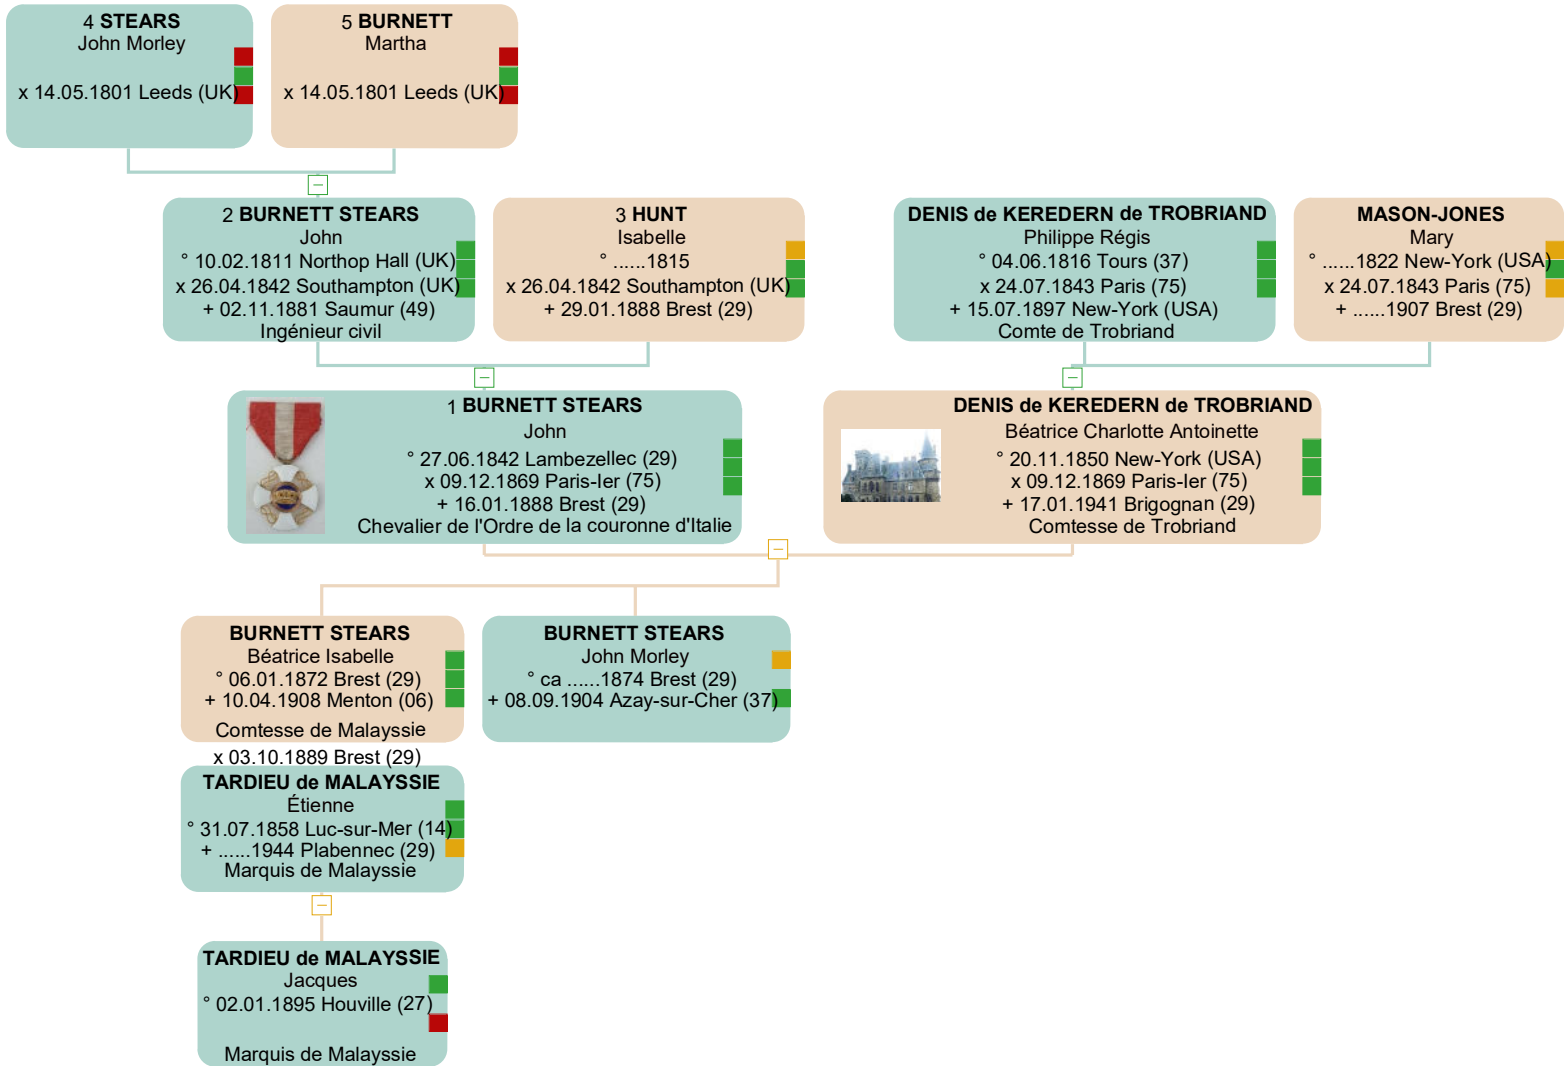 4 STEARS
John Morley
x 14.05.1801 Leeds (UK)
5 BURNETT
Martha
x 14.05.1801 Leeds (UK)
2 BURNETT STEARS
John
° 10.02.1811 Northop Hall (UK)
x 26.04.1842 Southampton (UK)
+ 02.11.1881 Saumur (49)
Ingénieur civil
3 HUNT
Isabelle
° ......1815
x 26.04.1842 Southampton (UK)
+ 29.01.1888 Brest (29)
DENIS de KEREDERN de TROBRIAND
Philippe Régis
° 04.06.1816 Tours (37)
x 24.07.1843 Paris (75)
+ 15.07.1897 New-York (USA)
Comte de Trobriand
MASON-JONES
Mary
° ......1822 New-York (USA)
x 24.07.1843 Paris (75)
+ ......1907 Brest (29)
1 BURNETT STEARS
John
° 27.06.1842 Lambezellec (29)
x 09.12.1869 Paris-Ier (75)
+ 16.01.1888 Brest (29)
Chevalier de l'Ordre de la couronne d'Italie
DENIS de KEREDERN de TROBRIAND
Béatrice Charlotte Antoinette
° 20.11.1850 New-York (USA)
x 09.12.1869 Paris-Ier (75)
+ 17.01.1941 Brigognan (29)
Comtesse de Trobriand
BURNETT STEARS
Béatrice Isabelle
° 06.01.1872 Brest (29)
+ 10.04.1908 Menton (06)
Comtesse de Malayssie
x 03.10.1889 Brest (29)
BURNETT STEARS
John Morley
° ca ......1874 Brest (29)
+ 08.09.1904 Azay-sur-Cher (37)
TARDIEU de MALAYSSIE
Étienne
° 31.07.1858 Luc-sur-Mer (14)
+ ......1944 Plabennec (29)
Marquis de Malayssie
TARDIEU de MALAYSSIE
Jacques
° 02.01.1895 Houville (27)
Marquis de Malayssie